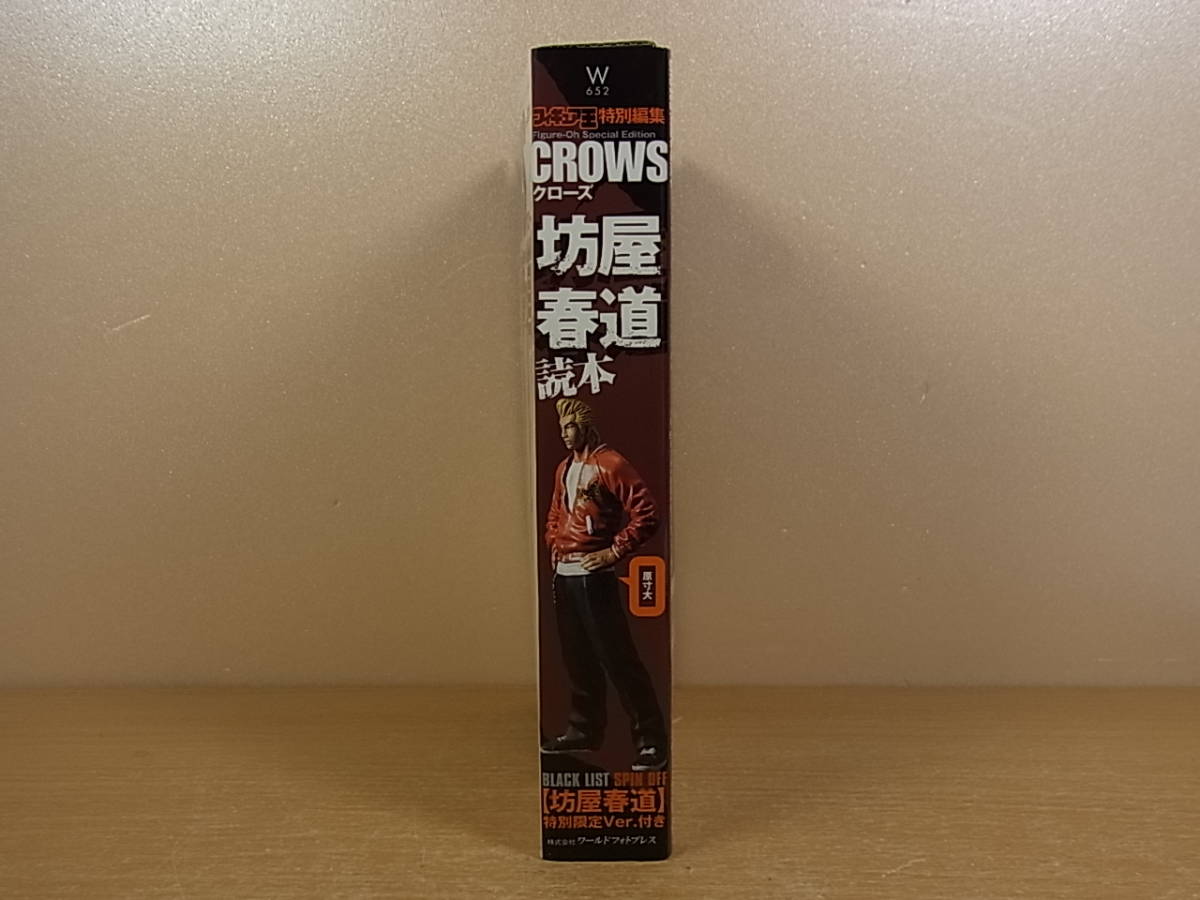 W
652
フィギュア王特別編集
Figure-Oh Special Edition
CROWS
クローズ
坊屋
春道
読本
原寸大
BLACK LIST SPIN OFF
【坊屋春道】
特別限定Ver.付き
株式会社 ワールドフォトプレス